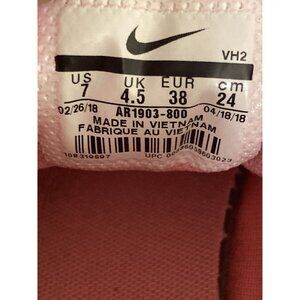 VH2
US UK EUR cm
7 4.5 38 24
02/26/18 AR1903-800 04/18/18
MADE IN VIETNAM
FABRIQUE AU VIETNAM
UPC